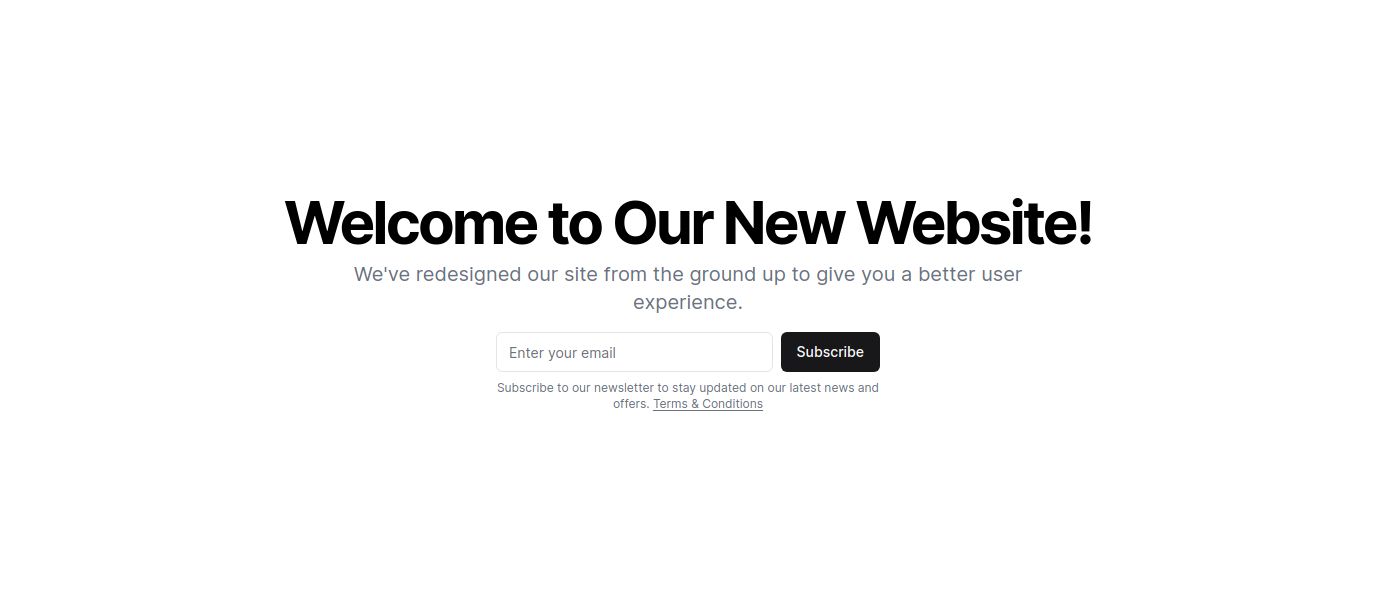 Welcome to Our New Website!
We've redesigned our site from the ground up to give you a better user
experience.
Enter your email
Subscribe
Subscribe to our newsletter to stay updated on our latest news and
offers. Terms & Conditions